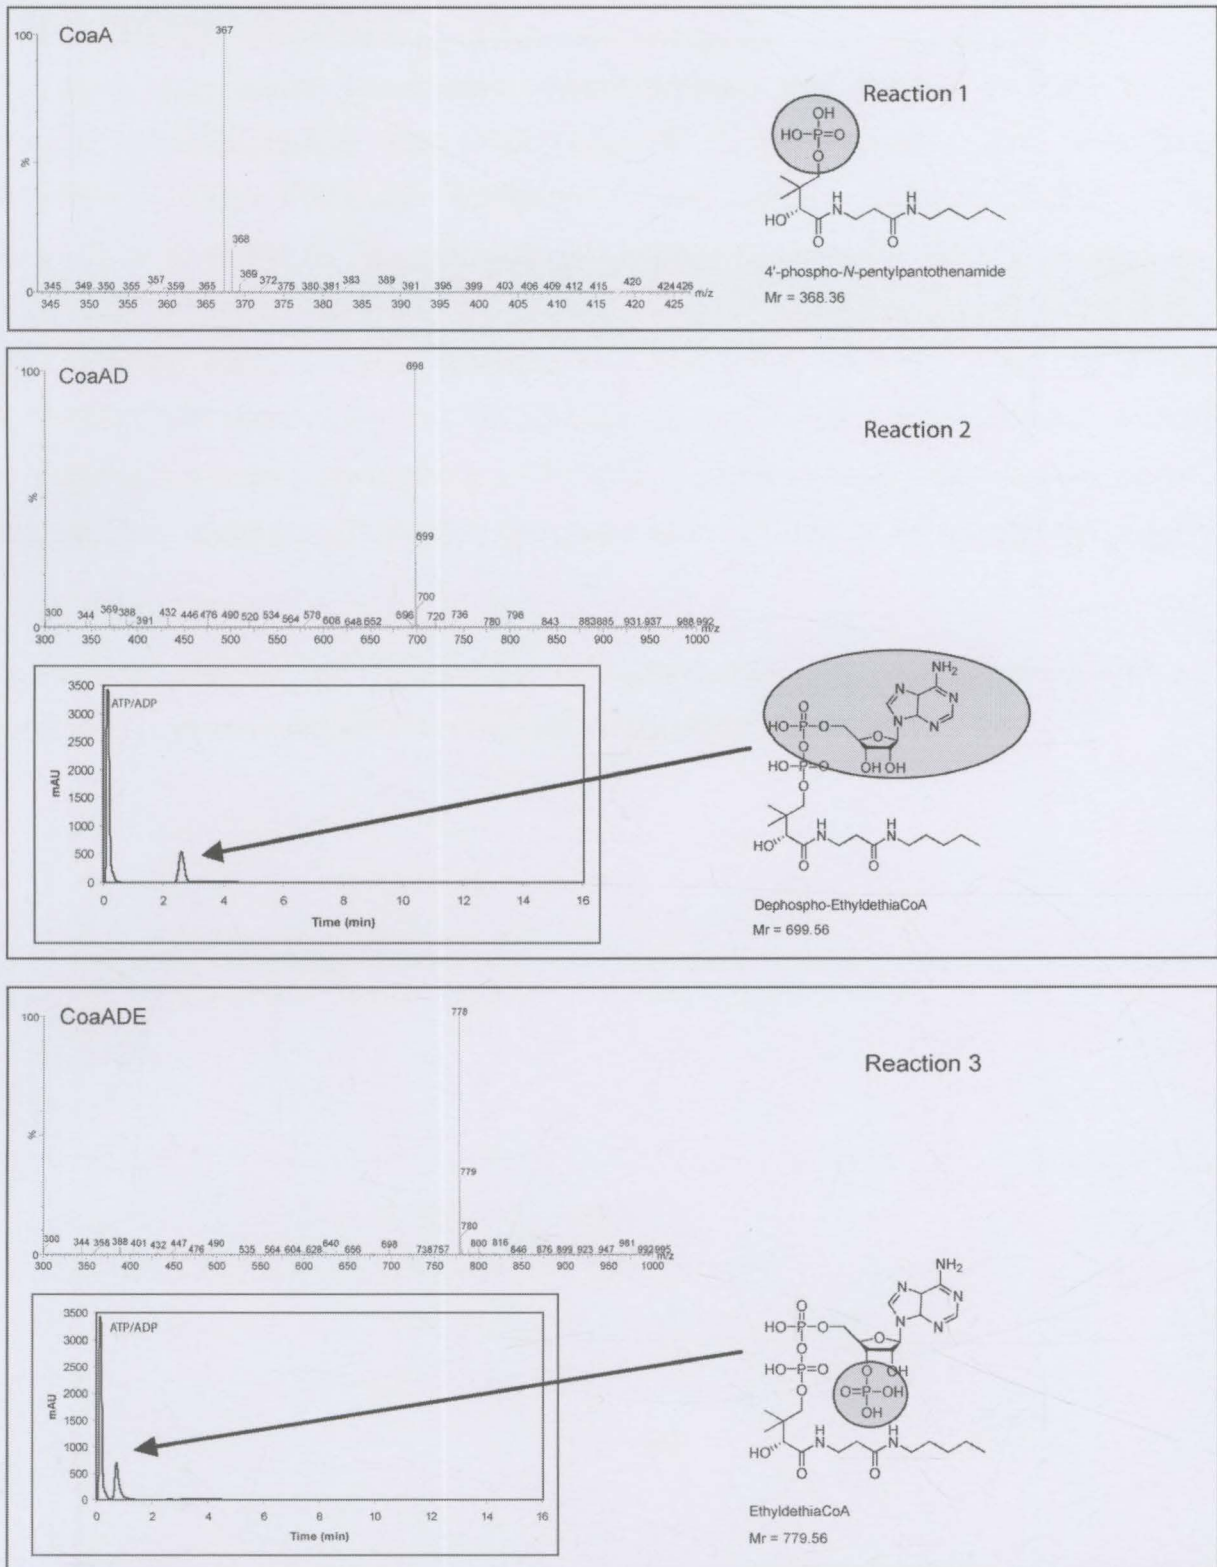 100
CoaA
367
Reaction 1
%
368
369
345 349 350 355 357 359 365 372 375 380 381 383 389 391 395 399 403 406 409 412 415 420 424 426
0
m/z
345 350 355 360 365 370 375 380 385 390 395 400 405 410 415 420 425
OH
HO-P=O
O
HO
O
H
N
O
H
N
4'-phospho-N-pentylpantothenamide
Mr = 368.36
100
CoaAD
698
Reaction 2
%
699
700
300 344 369 388 391 432 446 476 490 520 534 564 578 608 648 652 696 720 736 780 798 843 883 885 931 937 988 992
0
m/z
300 350 400 450 500 550 600 650 700 750 800 850 900 950 1000
3500
3000
2500
2000
1500
1000
500
0
mAU
ATP/ADP
0 2 4 6 8 10 12 14 16
Time (min)
NH2
N
N
N
N
O
HO-P-O
O
O
HO-P-O
O
OH OH
HO
O
H
N
O
H
N
Dephospho-EthyldethiaCoA
Mr = 699.56
100
CoaADE
778
Reaction 3
%
779
780
300 344 358 388 401 432 447 476 490 535 564 604 628 640 656 698 738 757 800 816 846 876 899 923 947 981 992 995
0
m/z
300 350 400 450 500 550 600 650 700 750 800 850 900 950 1000
3500
3000
2500
2000
1500
1000
500
0
mAU
ATP/ADP
0 2 4 6 8 10 12 14 16
Time (min)
NH2
N
N
N
N
O
HO-P-O
O
O
HO-P=O
O
OH
O
O=P-OH
OH
HO
O
H
N
O
H
N
EthyldethiaCoA
Mr = 779.56